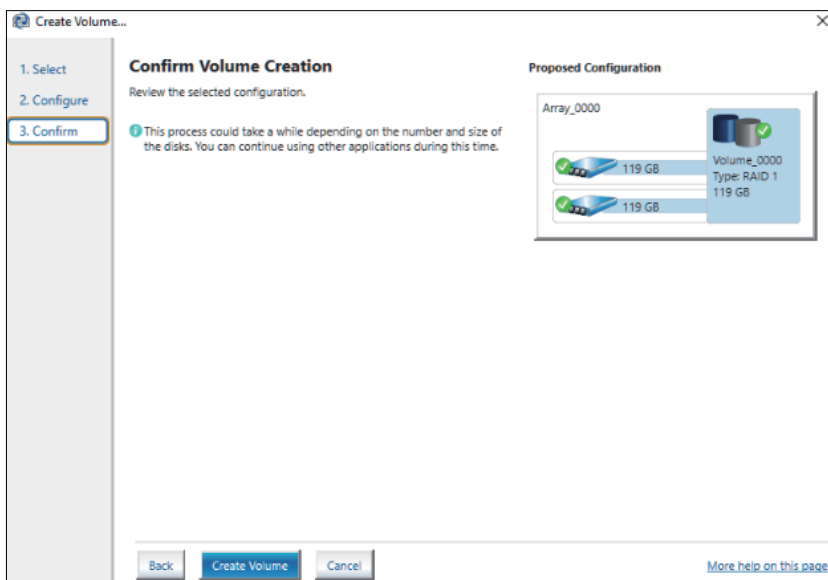 Create Volume...
1. Select
2. Configure
3. Confirm
Confirm Volume Creation
Review the selected configuration.
This process could take a while depending on the number and size of
the disks. You can continue using other applications during this time.
Proposed Configuration
Array_0000
119 GB
119 GB
Volume_0000
Type: RAID 1
119 GB
Back
Create Volume
Cancel
More help on this page